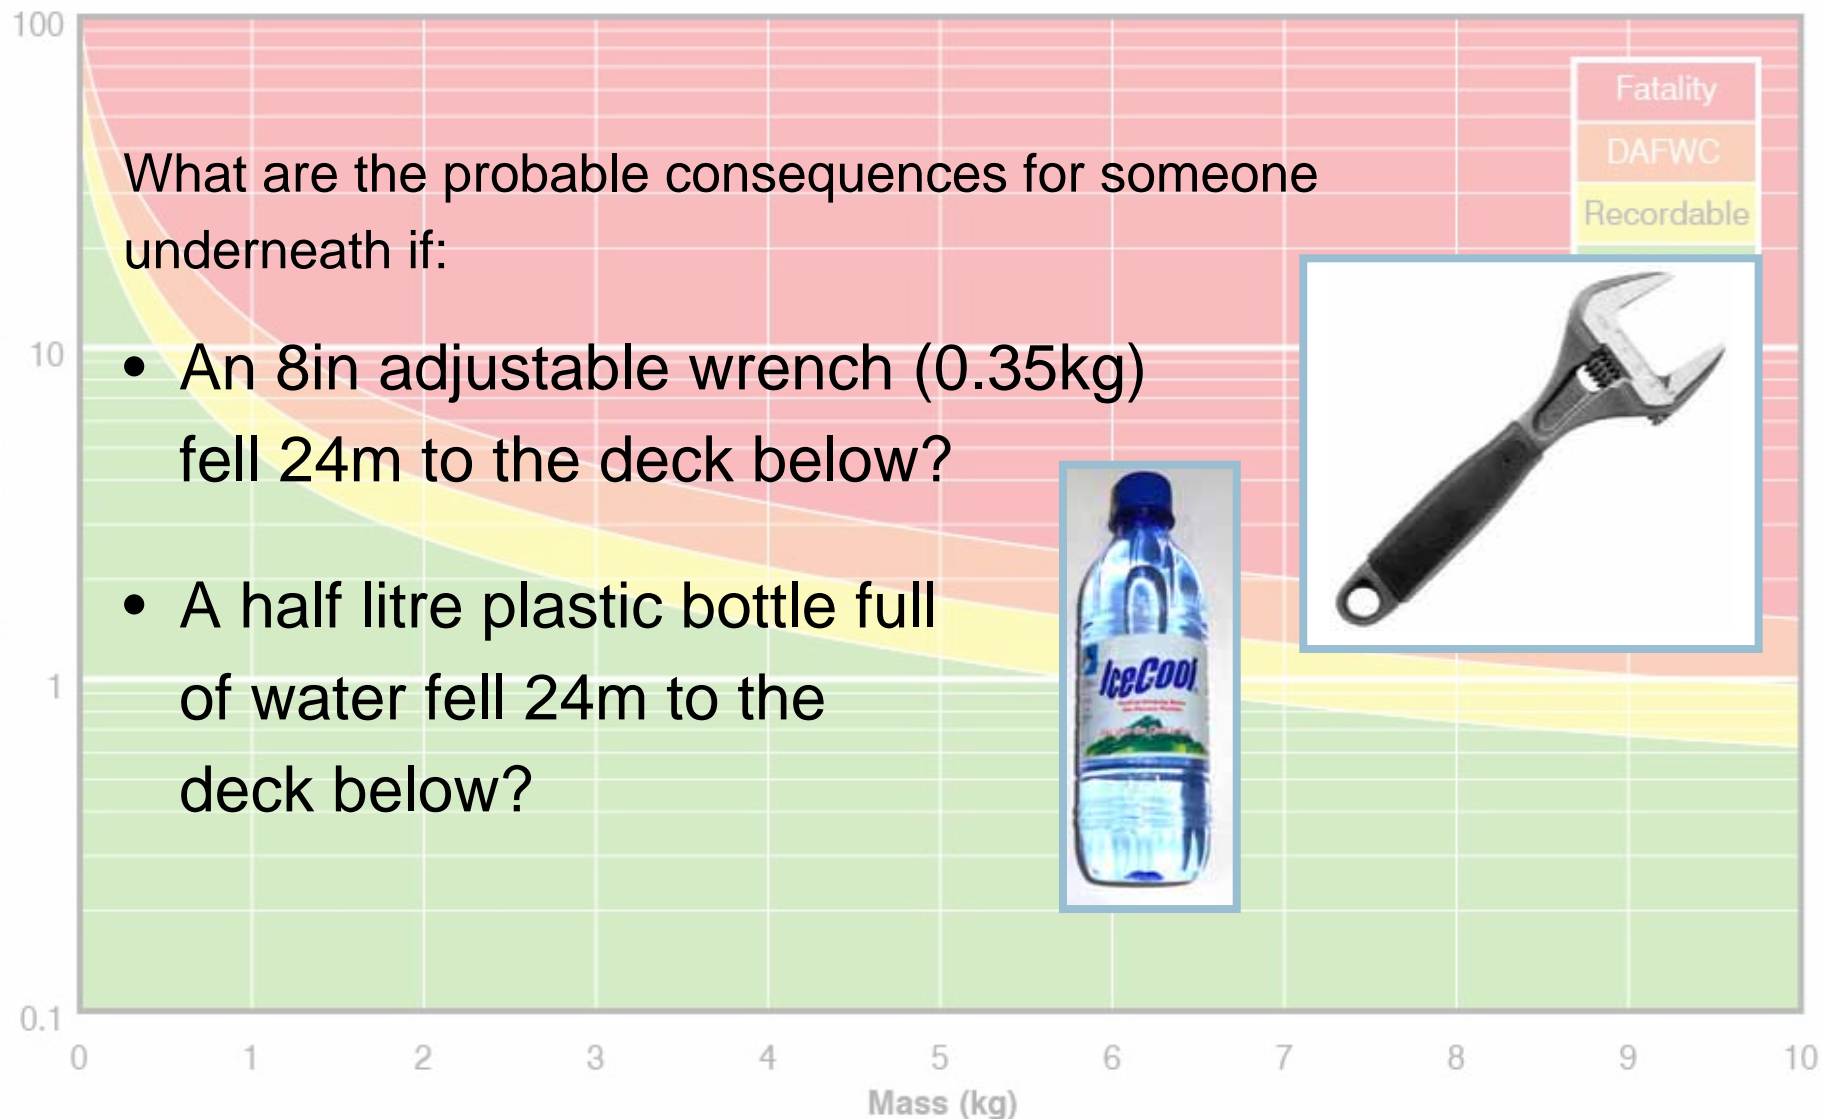 100
10
1
0.1
What are the probable consequences for someone
underneath if:
• An 8in adjustable wrench (0.35kg)
fell 24m to the deck below?
• A half litre plastic bottle full
of water fell 24m to the
deck below?
Fatality
DAFWC
Recordable
IceCool
0 1 2 3 4 5 6 7 8 9 10
Mass (kg)